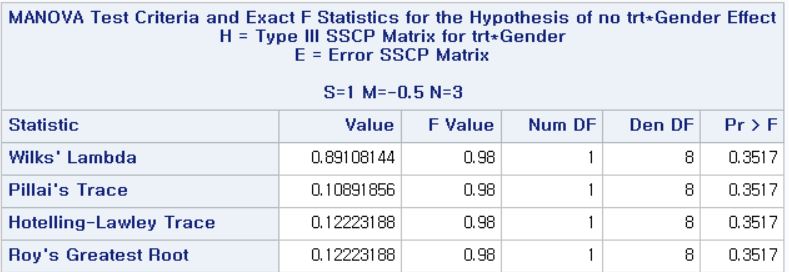 MANOVA Test Criteria and Exact F Statistics for the Hypothesis of no trt*Gender Effect
H = Type III SSCP Matrix for trt*Gender
E = Error SSCP Matrix
S=1 M=-0.5 N=3
Statistic Value F Value Num DF Den DF Pr > F
Wilks' Lambda 0.89108144 0.98 1 8 0.3517
Pillai's Trace 0.10891856 0.98 1 8 0.3517
Hotelling-Lawley Trace 0.12223188 0.98 1 8 0.3517
Roy's Greatest Root 0.12223188 0.98 1 8 0.3517